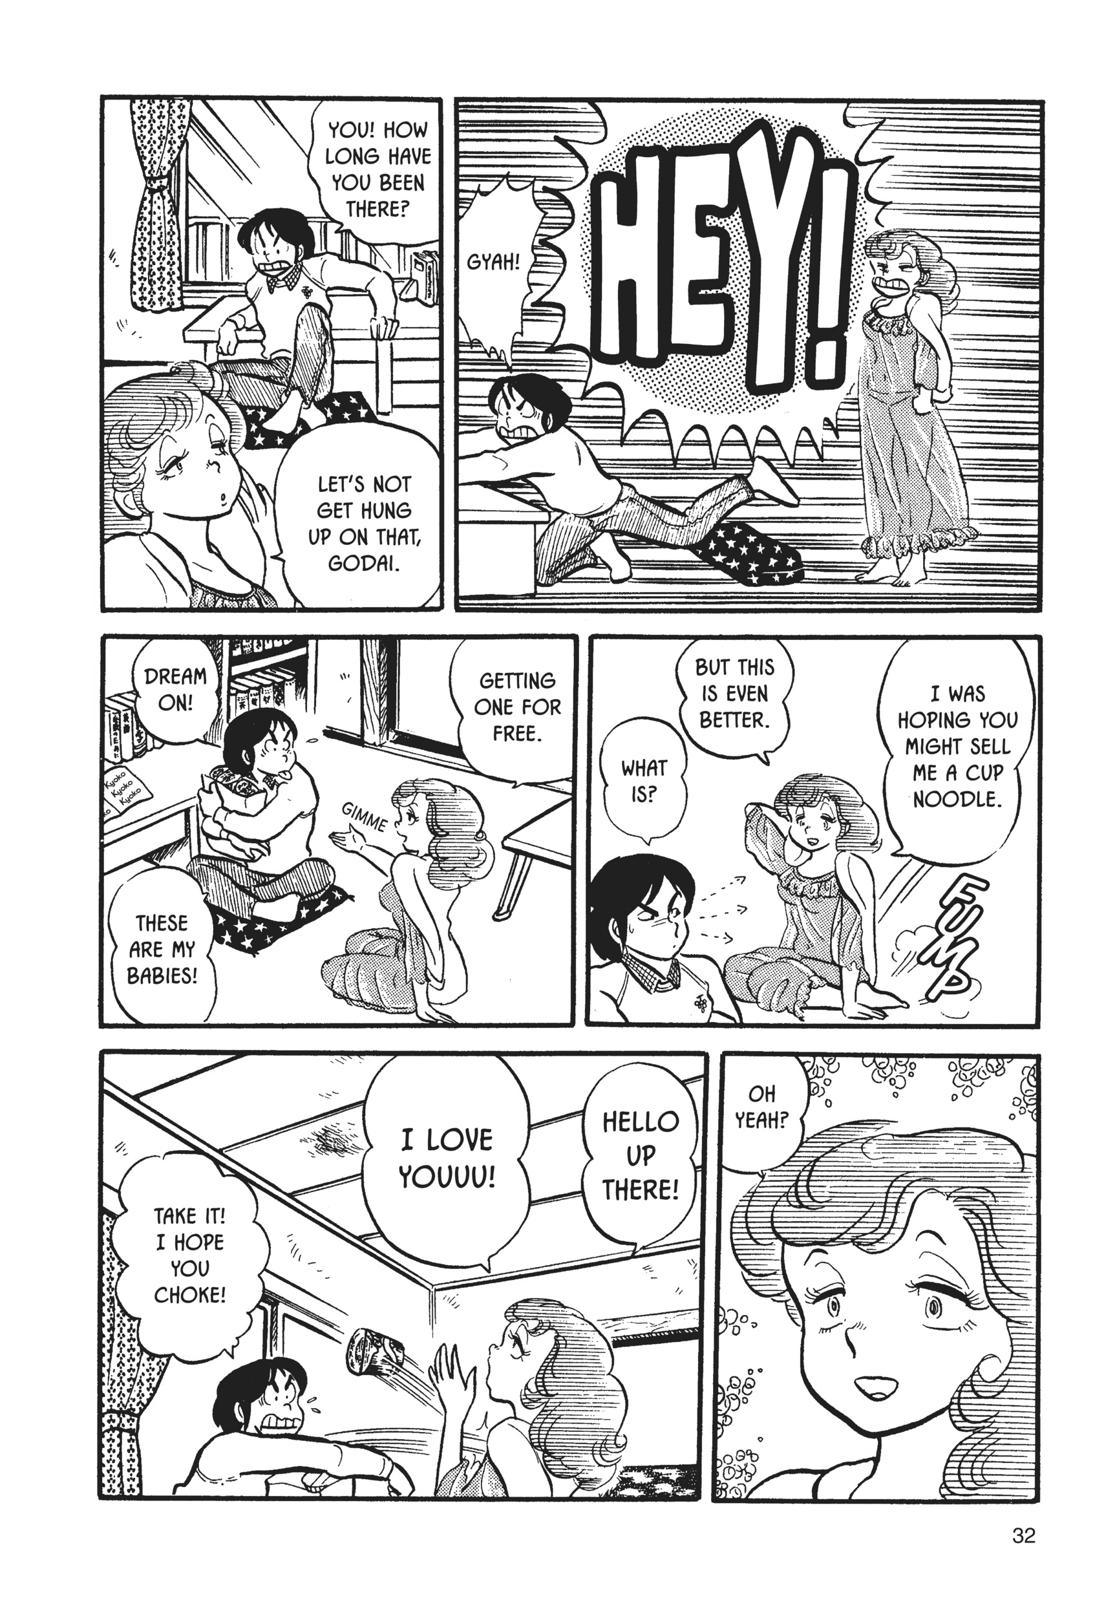 HEY!
GYAH!
YOU! HOW
LONG HAVE
YOU BEEN
THERE?
LET'S NOT
GET HUNG
UP ON THAT,
GODAI.
I WAS
HOPING YOU
MIGHT SELL
ME A CUP
NOODLE.
FUMP
BUT THIS
IS EVEN
BETTER.
WHAT
IS?
GETTING
ONE FOR
FREE.
GIMME
DREAM
ON!
Kyoko
Kyoko
Kyoko
THESE
ARE MY
BABIES!
OH
YEAH?
HELLO
UP
THERE!
I LOVE
YOUUU!
TAKE IT!
I HOPE
YOU
CHOKE!
32